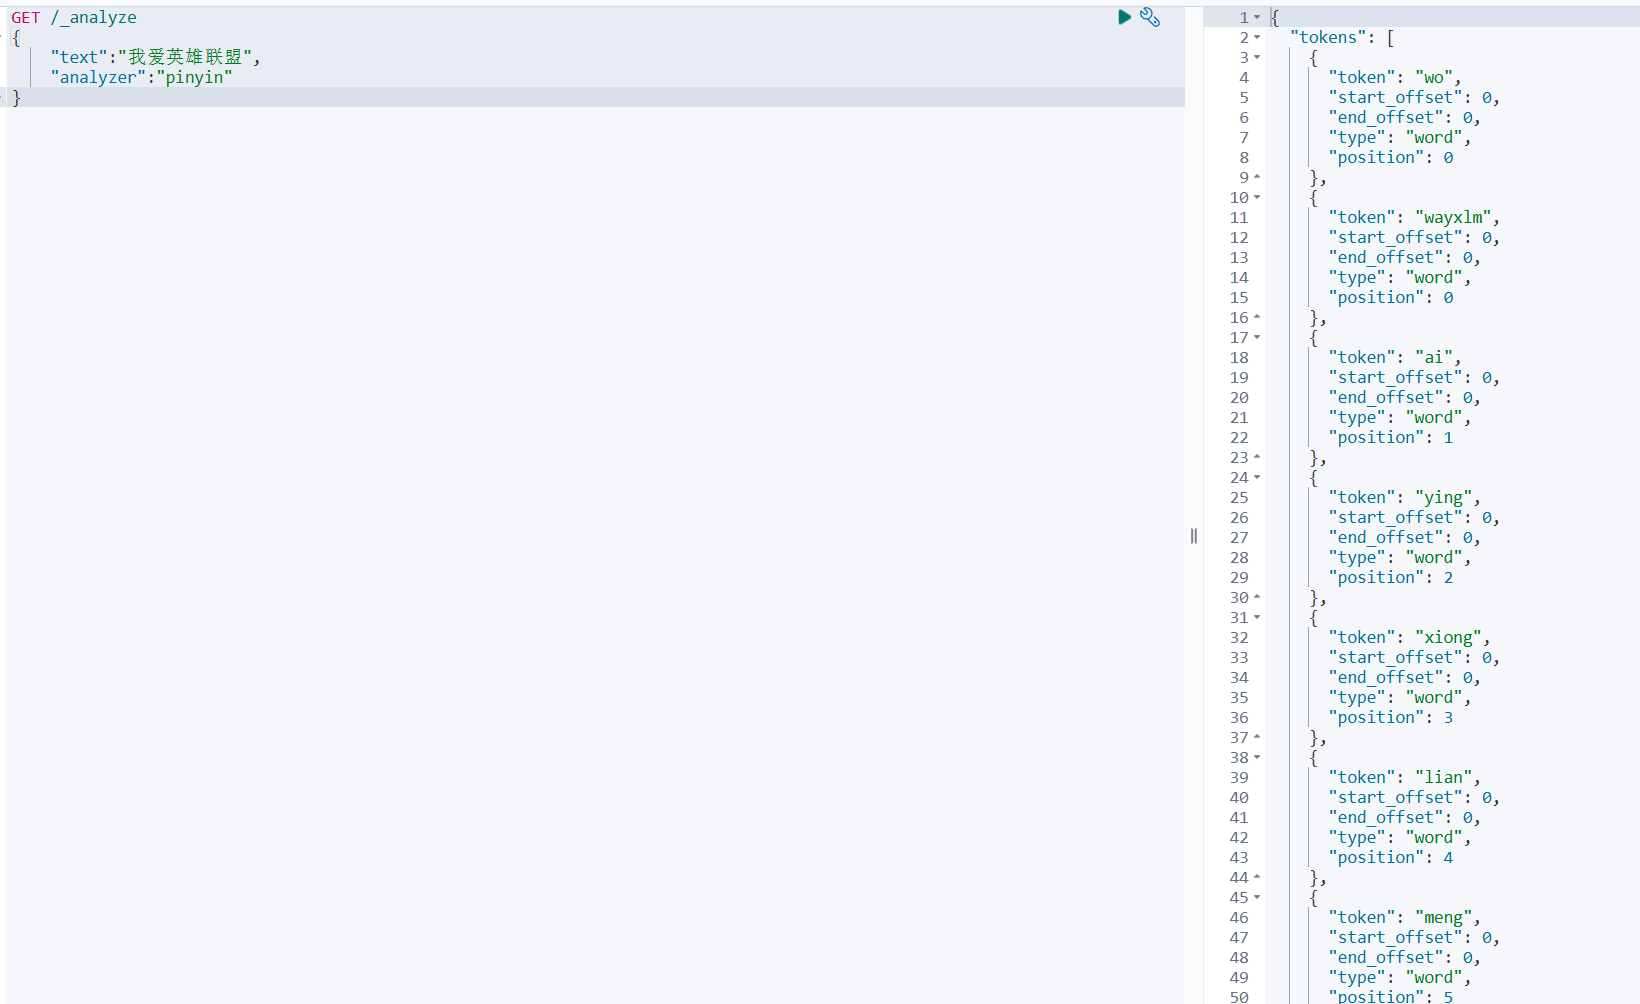 GET /_analyze
{
    "text":"我爱英雄联盟",
    "analyzer":"pinyin"
}
1 {
2   "tokens": [
3     {
4       "token": "wo",
5       "start_offset": 0,
6       "end_offset": 0,
7       "type": "word",
8       "position": 0
9     },
10     {
11       "token": "wayxlm",
12       "start_offset": 0,
13       "end_offset": 0,
14       "type": "word",
15       "position": 0
16     },
17     {
18       "token": "ai",
19       "start_offset": 0,
20       "end_offset": 0,
21       "type": "word",
22       "position": 1
23     },
24     {
25       "token": "ying",
26       "start_offset": 0,
27       "end_offset": 0,
28       "type": "word",
29       "position": 2
30     },
31     {
32       "token": "xiong",
33       "start_offset": 0,
34       "end_offset": 0,
35       "type": "word",
36       "position": 3
37     },
38     {
39       "token": "lian",
40       "start_offset": 0,
41       "end_offset": 0,
42       "type": "word",
43       "position": 4
44     },
45     {
46       "token": "meng",
47       "start_offset": 0,
48       "end_offset": 0,
49       "type": "word",
50       "position": 5